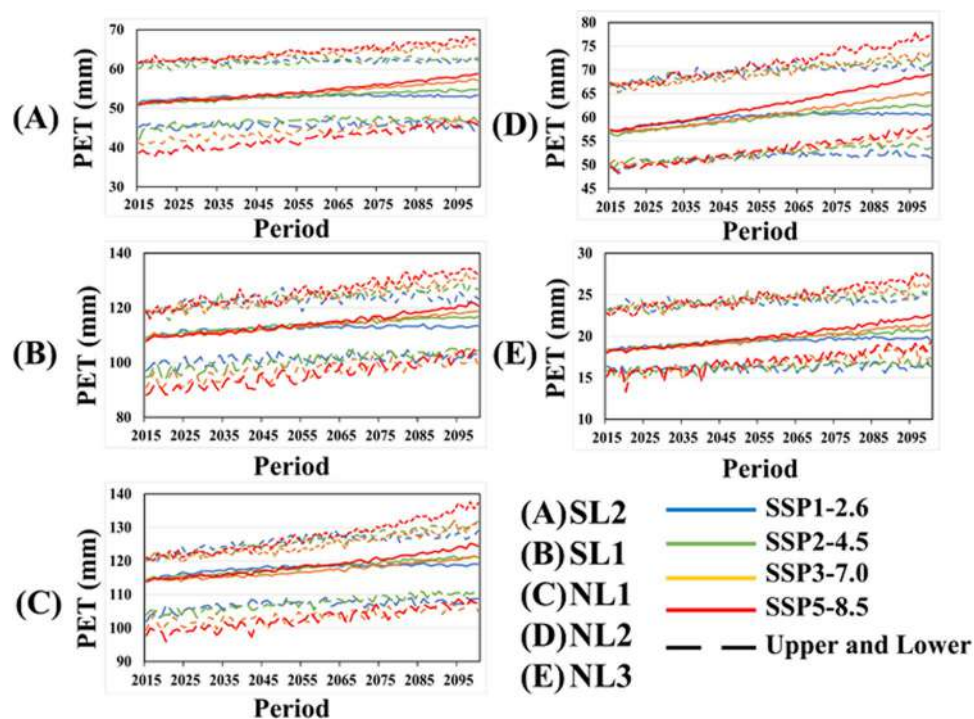 (A)
PET (mm)
70
60
50
40
30
2015 2025 2035 2045 2055 2065 2075 2085 2095
Period
(D)
PET (mm)
80
75
70
65
60
55
50
45
2015 2025 2035 2045 2055 2065 2075 2085 2095
Period
(B)
PET (mm)
140
120
100
80
2015 2025 2035 2045 2055 2065 2075 2085 2095
Period
(E)
PET (mm)
30
25
20
15
10
2015 2025 2035 2045 2055 2065 2075 2085 2095
Period
(C)
PET (mm)
140
130
120
110
100
90
2015 2025 2035 2045 2055 2065 2075 2085 2095
Period
(A) SL2
(B) SL1
(C) NL1
(D) NL2
(E) NL3
SSP1-2.6
SSP2-4.5
SSP3-7.0
SSP5-8.5
Upper and Lower